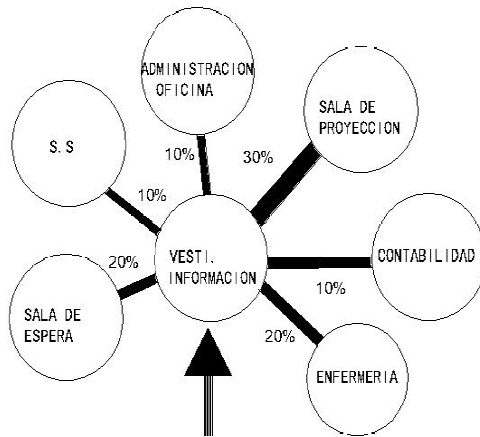 ADMINISTRACION
OFICINA
SALA DE
PROYECCION
S.S
10%
30%
10%
VESTI.
INFORMACION
CONTABILIDAD
20%
10%
SALA DE
ESPERA
20%
ENFERMERIA